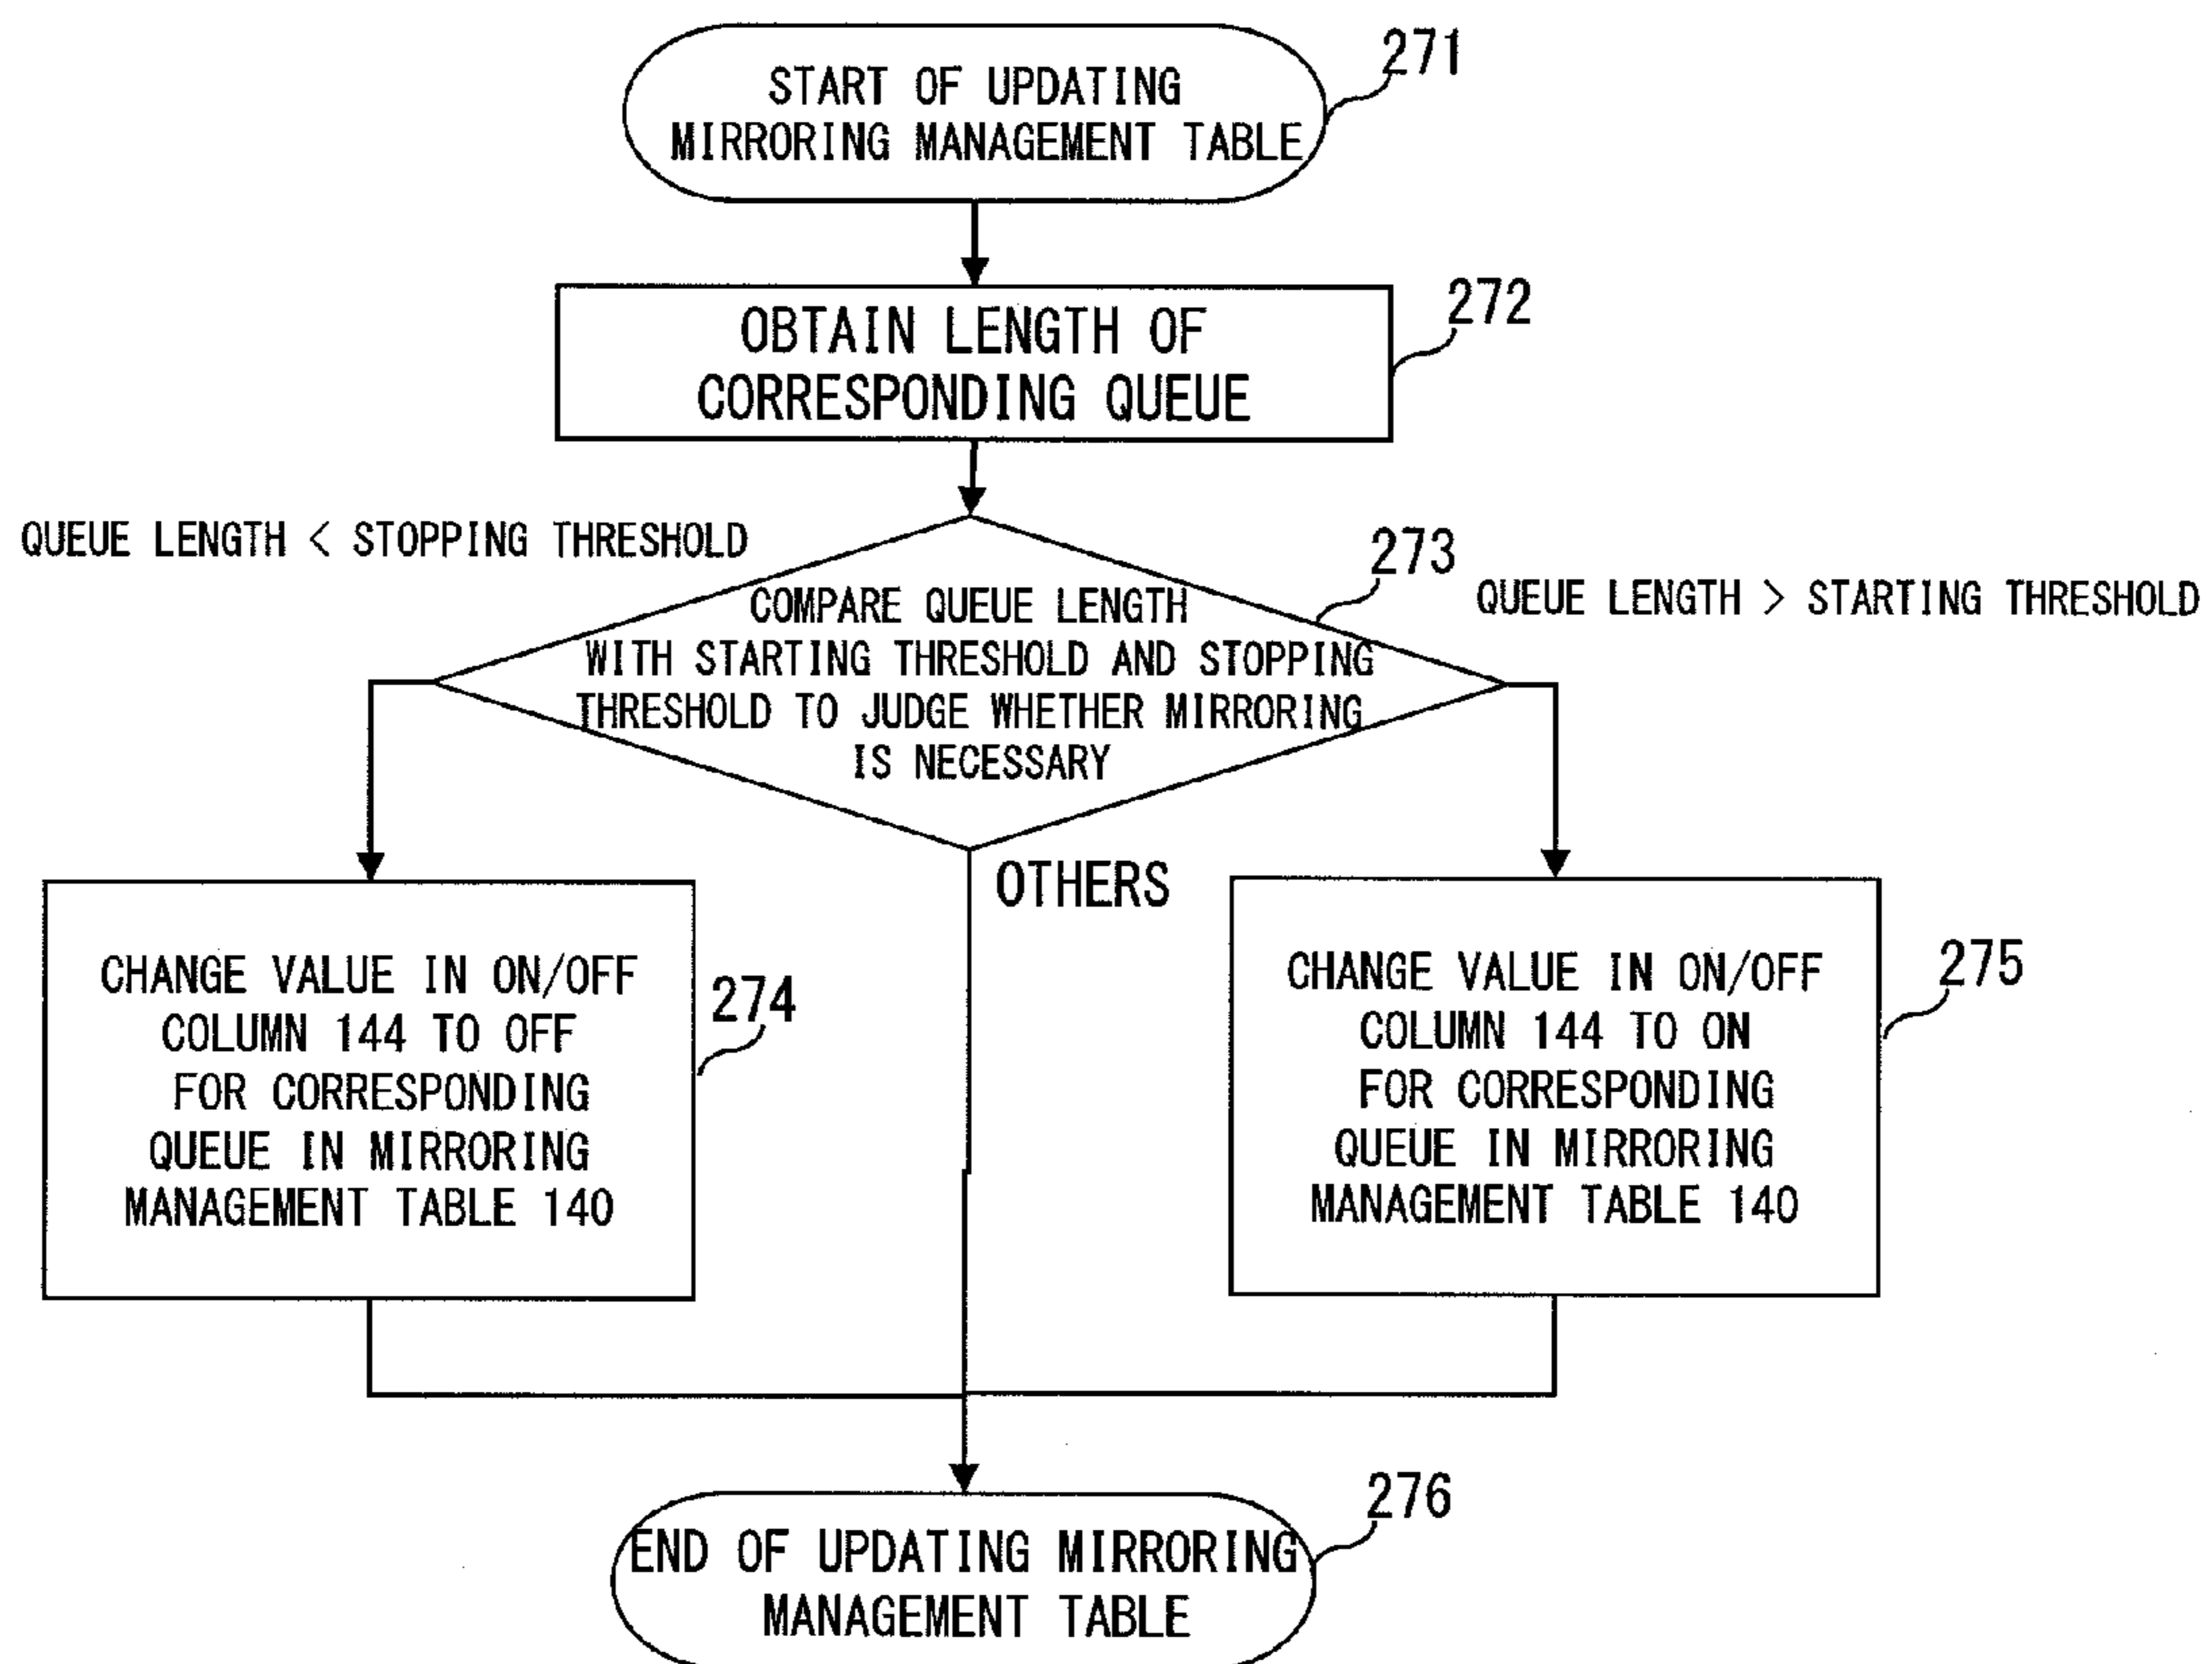 START OF UPDATING
MIRRORING MANAGEMENT TABLE
271
OBTAIN LENGTH OF
CORRESPONDING QUEUE
272
QUEUE LENGTH < STOPPING THRESHOLD
273
QUEUE LENGTH > STARTING THRESHOLD
COMPARE QUEUE LENGTH
WITH STARTING THRESHOLD AND STOPPING
THRESHOLD TO JUDGE WHETHER MIRRORING
IS NECESSARY
OTHERS
CHANGE VALUE IN ON/OFF
COLUMN 144 TO OFF
FOR CORRESPONDING
QUEUE IN MIRRORING
MANAGEMENT TABLE 140
274
CHANGE VALUE IN ON/OFF
COLUMN 144 TO ON
FOR CORRESPONDING
QUEUE IN MIRRORING
MANAGEMENT TABLE 140
275
276
END OF UPDATING MIRRORING
MANAGEMENT TABLE